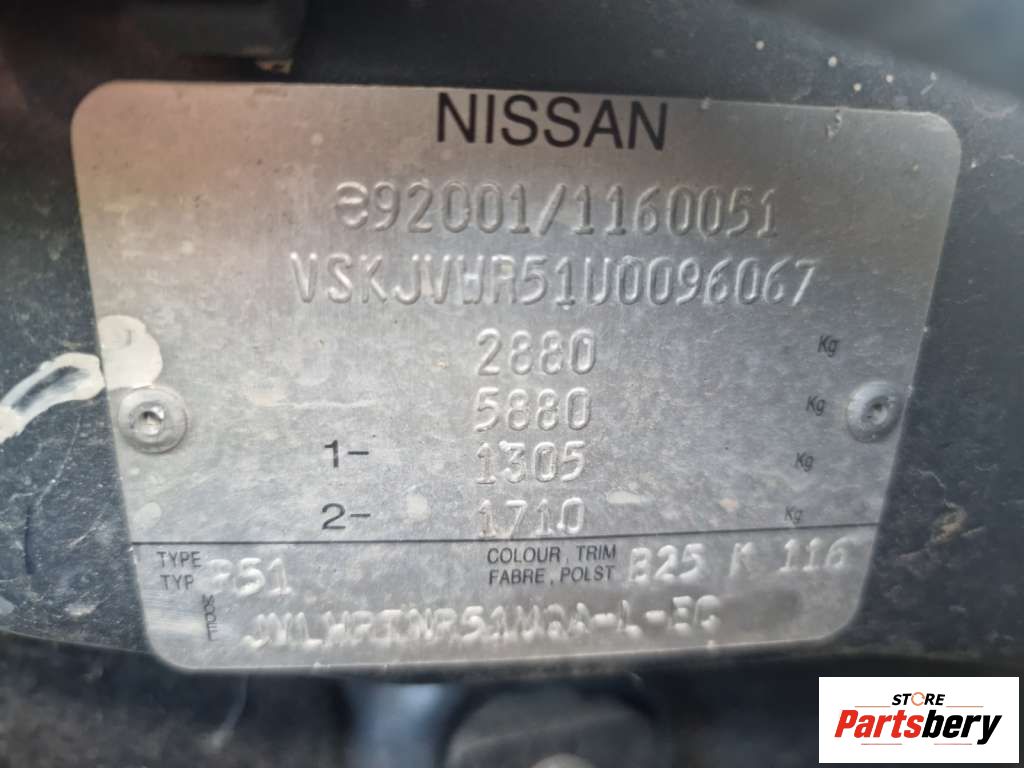 NISSAN
e92001/1160051
VSKJVWR51U0096067
2880 Kg
5880 Kg
1- 1305 Kg
2- 1710 Kg
TYPE
TYP R51
COLOUR, TRIM
FABRE, POLST B25 K 116
STORE
Partsbery